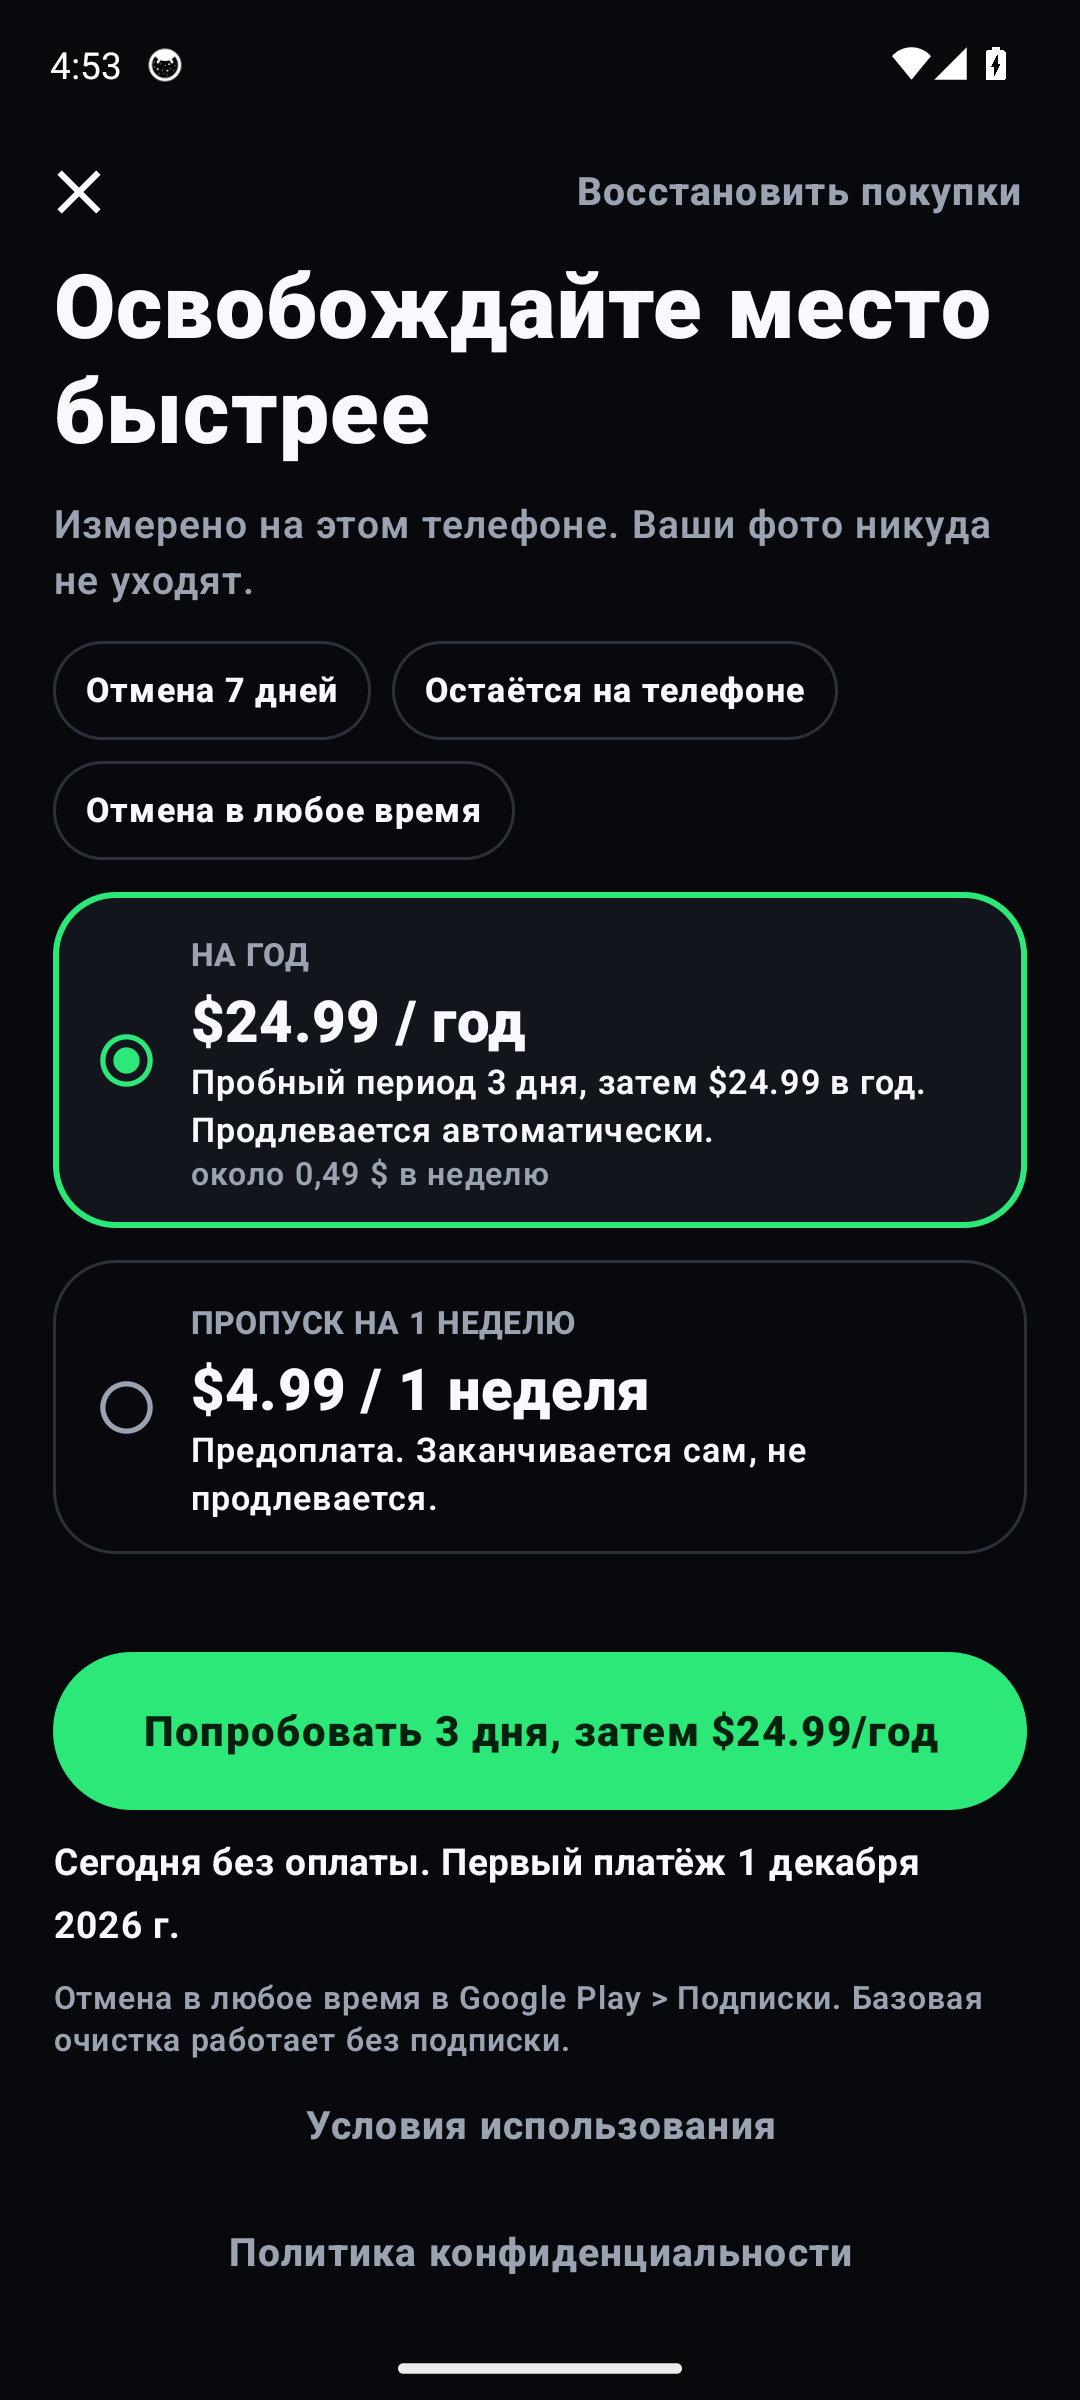 4:53
Восстановить покупки
Освобождайте место
быстрее
Измерено на этом телефоне. Ваши фото никуда
не уходят.
Отмена 7 дней
Остаётся на телефоне
Отмена в любое время
НА ГОД
$24.99 / год
Пробный период 3 дня, затем $24.99 в год.
Продлевается автоматически.
около 0,49 $ в неделю
ПРОПУСК НА 1 НЕДЕЛЮ
$4.99 / 1 неделя
Предоплата. Заканчивается сам, не
продлевается.
Попробовать 3 дня, затем $24.99/год
Сегодня без оплаты. Первый платёж 1 декабря
2026 г.
Отмена в любое время в Google Play > Подписки. Базовая
очистка работает без подписки.
Условия использования
Политика конфиденциальности